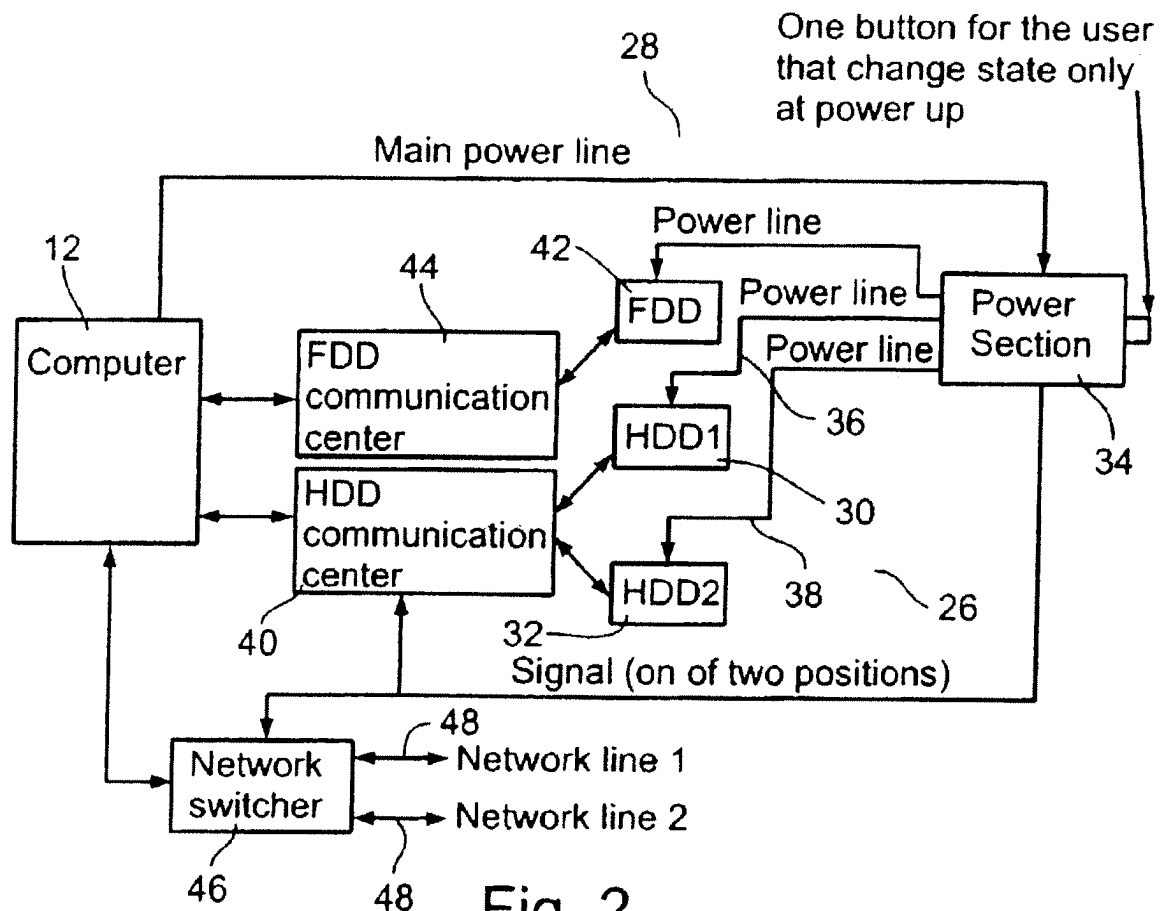 One button for the user
that change state only
at power up
28
Main power line
Power line
12
44
42
FDD
Power line
Power
Section
Computer
FDD
communication
center
Power line
36
34
HDD1
30
HDD
communication
center
HDD2
38
26
40
32
Signal (on of two positions)
48
Network line 1
Network
switcher
Network line 2
46
48
Fig. 2